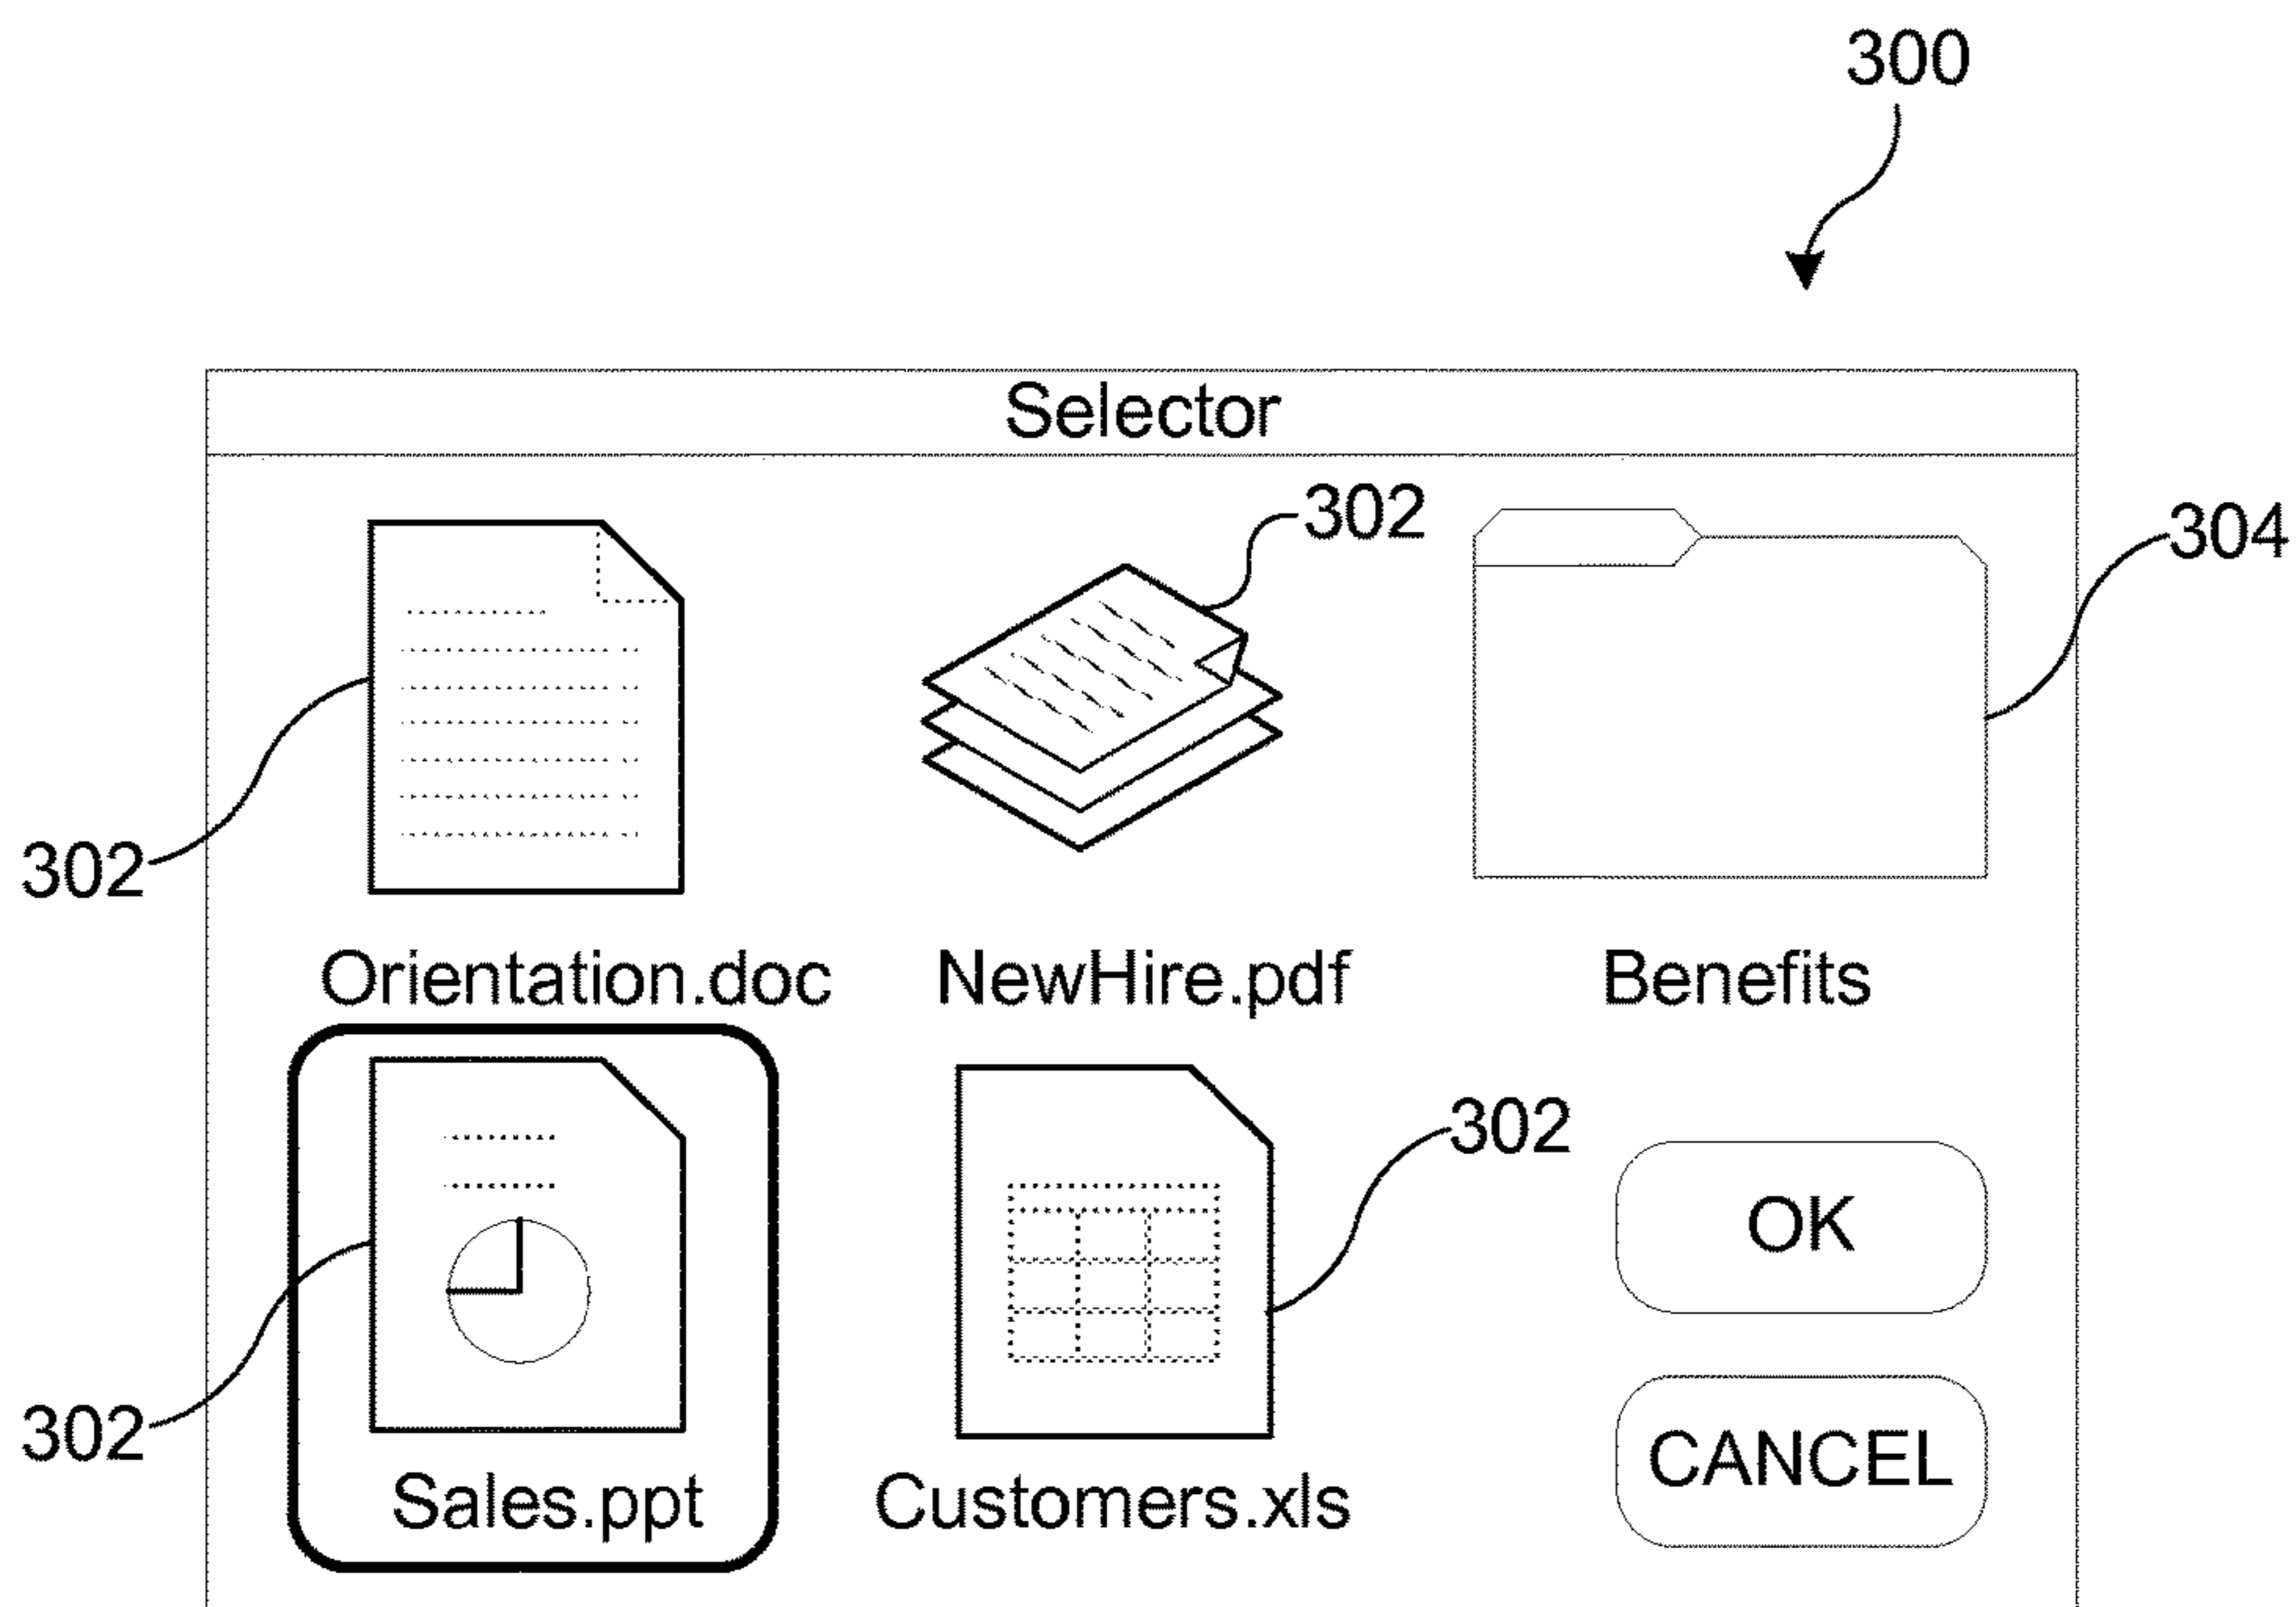 300
Selector
302
304
302
Orientation.doc
NewHire.pdf
Benefits
302
OK
302
CANCEL
Sales.ppt
Customers.xls